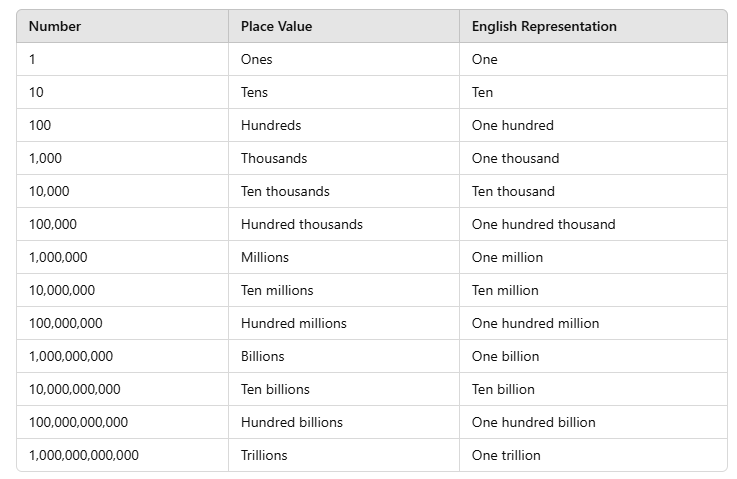 Number Place Value English Representation
1 Ones One
10 Tens Ten
100 Hundreds One hundred
1,000 Thousands One thousand
10,000 Ten thousands Ten thousand
100,000 Hundred thousands One hundred thousand
1,000,000 Millions One million
10,000,000 Ten millions Ten million
100,000,000 Hundred millions One hundred million
1,000,000,000 Billions One billion
10,000,000,000 Ten billions Ten billion
100,000,000,000 Hundred billions One hundred billion
1,000,000,000,000 Trillions One trillion